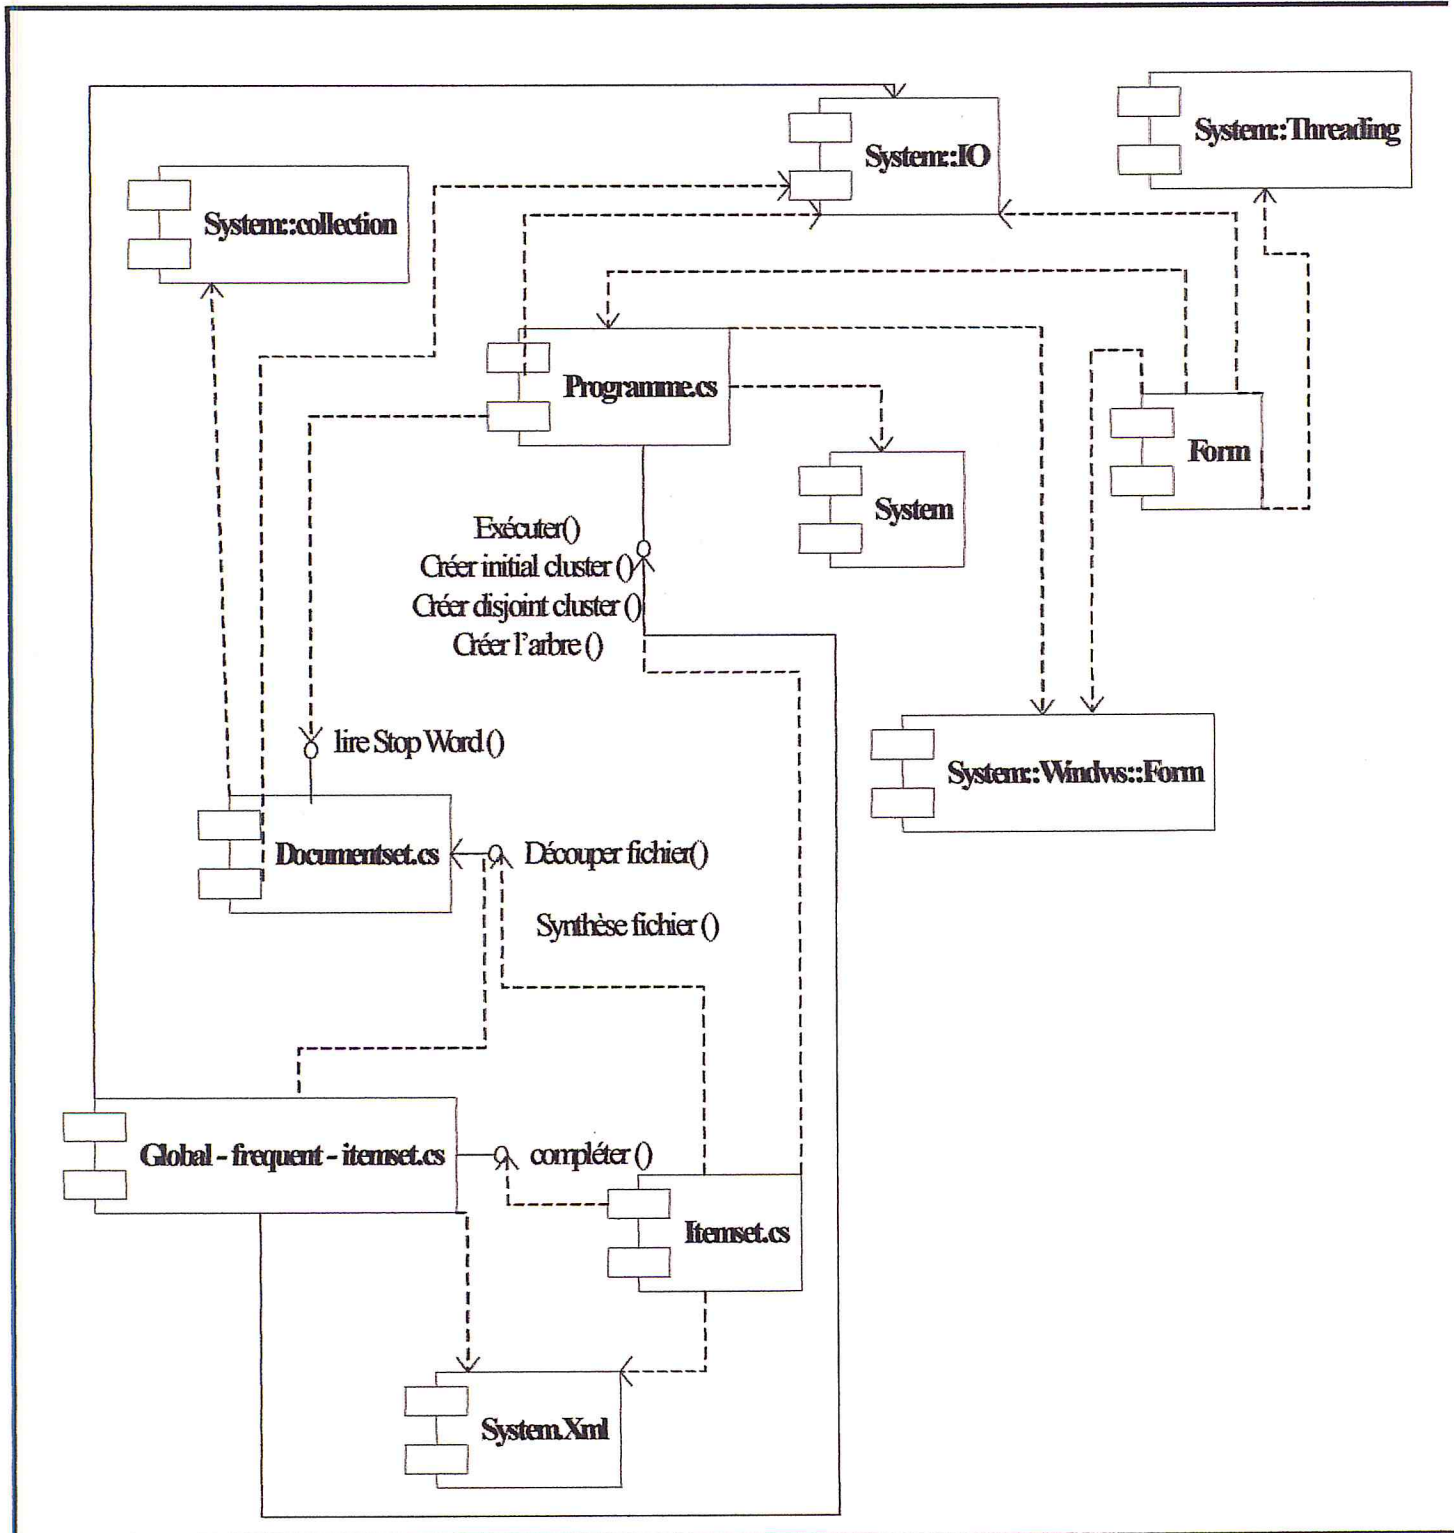 System::IO
System::Threading
System::collection
Programme.cs
Form
System
Exécuter()
Créer initial cluster ()
Créer disjoint cluster ()
Créer l'arbre ()
lire Stop Word ()
System::Windws::Form
Documentset.cs
Découper fichier()
Synthèse fichier ()
Global - frequent - itemset.cs
compléter ()
Itemset.cs
System.Xml